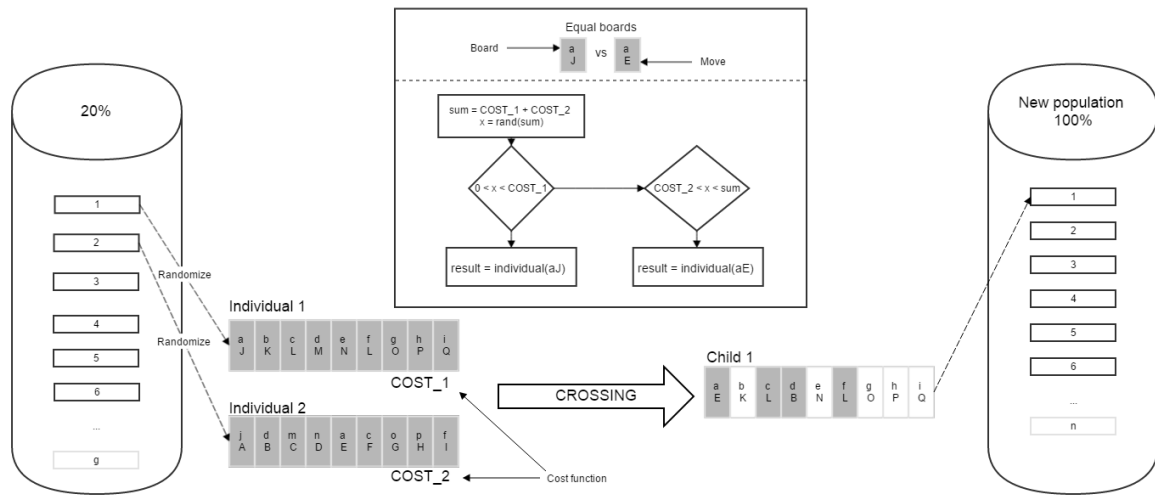 Equal boards
Board
a
J
vs
a
E
Move
sum = COST_1 + COST_2
x = rand(sum)
0 < x < COST_1
COST_2 < x < sum
result = individual(aJ)
result = individual(aE)
20%
1
2
3
4
5
6
...
g
Randomize
Randomize
Individual 1
a b c d e f g h i
J K L M N L O P Q
COST_1
Individual 2
j d m n a c o p f
A B C D E F G H I
COST_2
Cost function
CROSSING
Child 1
a b c d e f g h i
E K L B N L O P Q
New population
100%
1
2
3
4
5
6
...
n